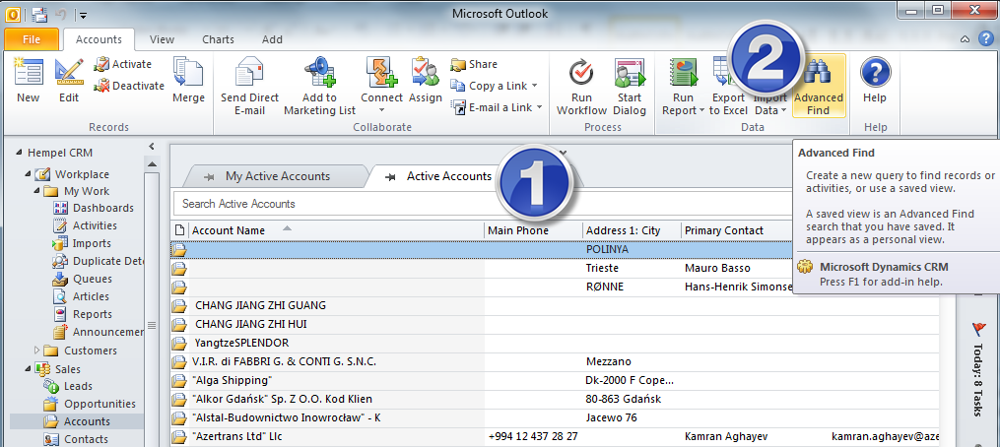 Microsoft Outlook
File Accounts View Charts Add
New
Edit
Activate
Deactivate
Merge
Records
Send Direct
E-mail
Add to
Marketing List
Connect
Assign
Share
Copy a Link
E-mail a Link
Collaborate
Run
Workflow
Start
Dialog
Process
Run
Report
Export
to Excel
Import
Data
Advanced
Find
Data
Help
Help
2
Hempel CRM
Workplace
My Work
Dashboards
Activities
Imports
Duplicate Dete
Queues
Articles
Reports
Announcemen
Customers
Sales
Leads
Opportunities
Accounts
Contacts
My Active Accounts
Active Accounts
1
Search Active Accounts
Account Name Main Phone Address 1: City Primary Contact
POLINYA
Trieste Mauro Basso
RØNNE Hans-Henrik Simonse
CHANG JIANG ZHI GUANG
CHANG JIANG ZHI HUI
YangtzeSPLENDOR
V.I.R. di FABBRI G. & CONTI G. S.N.C. Mezzano
"Alga Shipping" Dk-2000 F Cope...
"Alkor Gdańsk" Sp. Z O.O. Kod Klien 80-863 Gdańsk
"Alstal-Budownictwo Inowrocław" - K Jacewo 76
"Azertrans Ltd" Llc +994 12 437 28 27 Kamran Aghayev kamran.aghayev@aze
Advanced Find
Create a new query to find records or
activities, or use a saved view.
A saved view is an Advanced Find
search that you have saved. It
appears as a personal view.
Microsoft Dynamics CRM
Press F1 for add-in help.
Today: 8 Tasks